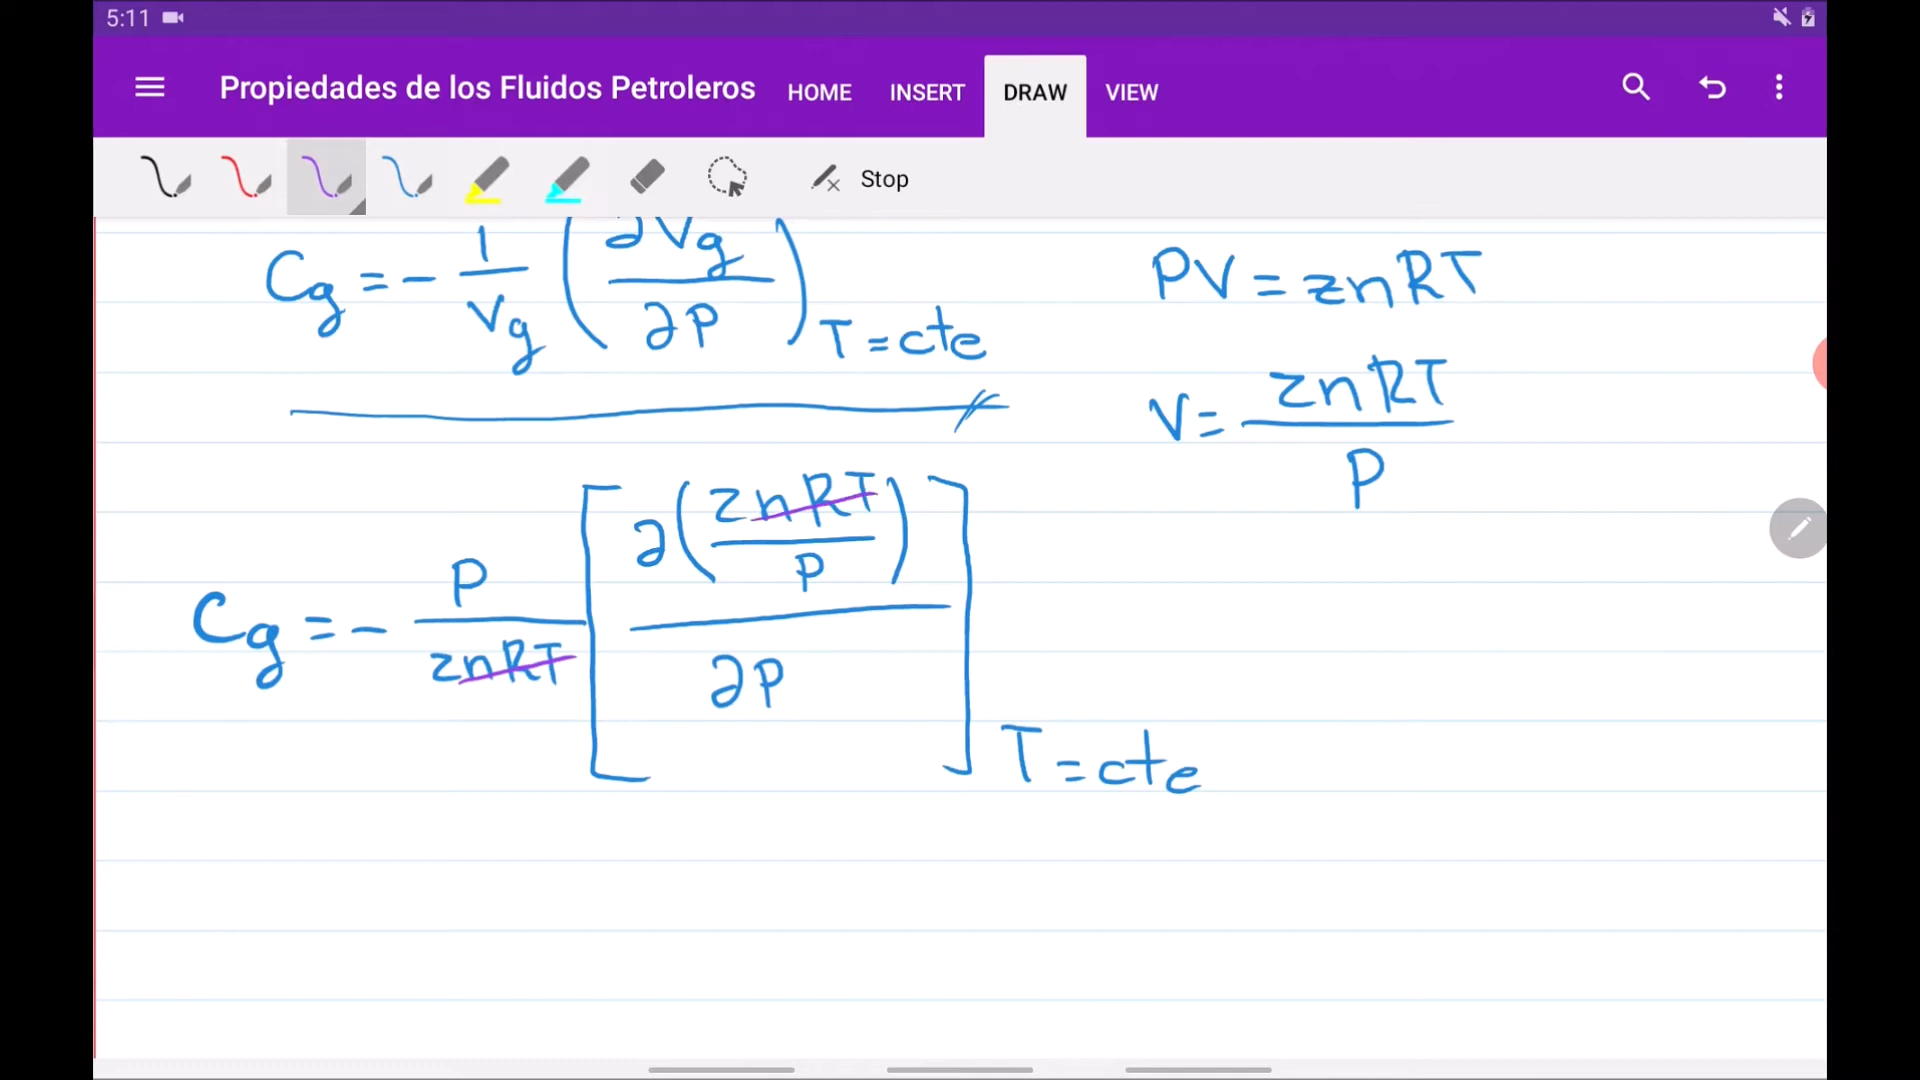 5:11
Propiedades de los Fluidos Petroleros HOME INSERT DRAW VIEW
Stop
Cg = - 1/Vg (∂Vg/∂P) T = cte
PV = znRT
V = znRT/P
Cg = - P/znRT [∂(znRT/P)/∂P] T = cte